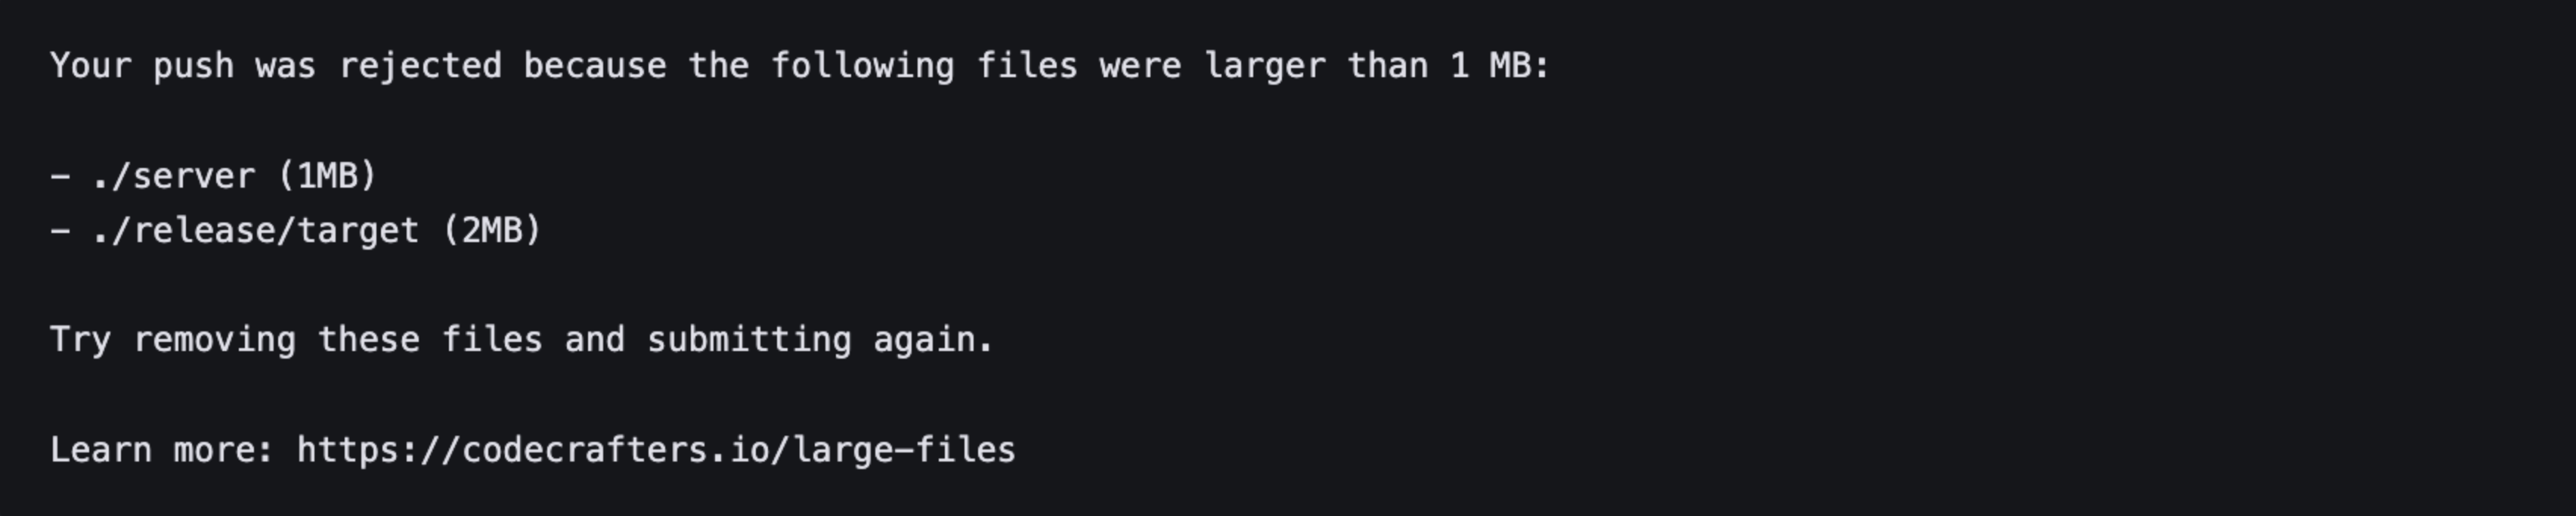 Your push was rejected because the following files were larger than 1 MB:
- ./server (1MB)
- ./release/target (2MB)
Try removing these files and submitting again.
Learn more: https://codecrafters.io/large-files